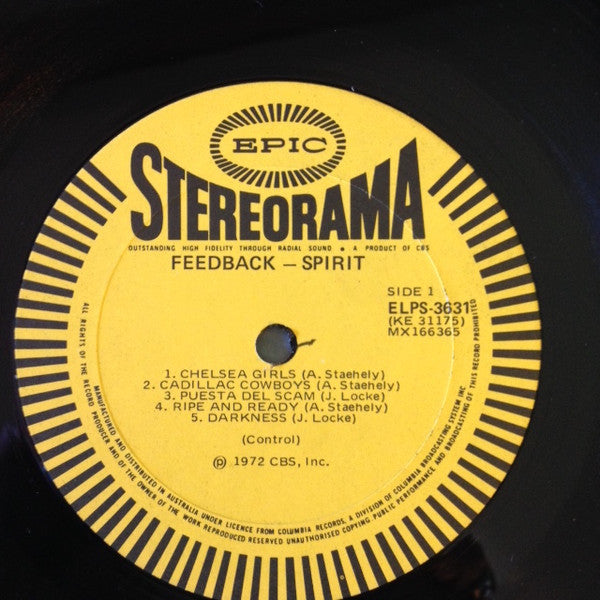 EPIC
STEREORAMA
OUTSTANDING HIGH FIDELITY THROUGH RADIAL SOUND ● A PRODUCT OF CBS
FEEDBACK — SPIRIT
SIDE 1
ELPS-3631
(KE 31175)
MX166365
1. CHELSEA GIRLS (A. Staehely)
2. CADILLAC COWBOYS (A. Staehely)
3. PUESTA DEL SCAM (J. Locke)
4. RIPE AND READY (A. Staehely)
5. DARKNESS (J. Locke)
(Control)
℗ 1972 CBS, Inc.
MANUFACTURED AND DISTRIBUTED IN AUSTRALIA UNDER LICENCE FROM COLUMBIA RECORDS, A DIVISION OF COLUMBIA BROADCASTING SYSTEM INC
ALL RIGHTS OF THE RECORD PRODUCER AND OF THE OWNER OF THE WORK REPRODUCED RESERVED UNAUTHORISED COPYING PUBLIC PERFORMANCE AND BROADCASTING OF THIS RECORD PROHIBITED